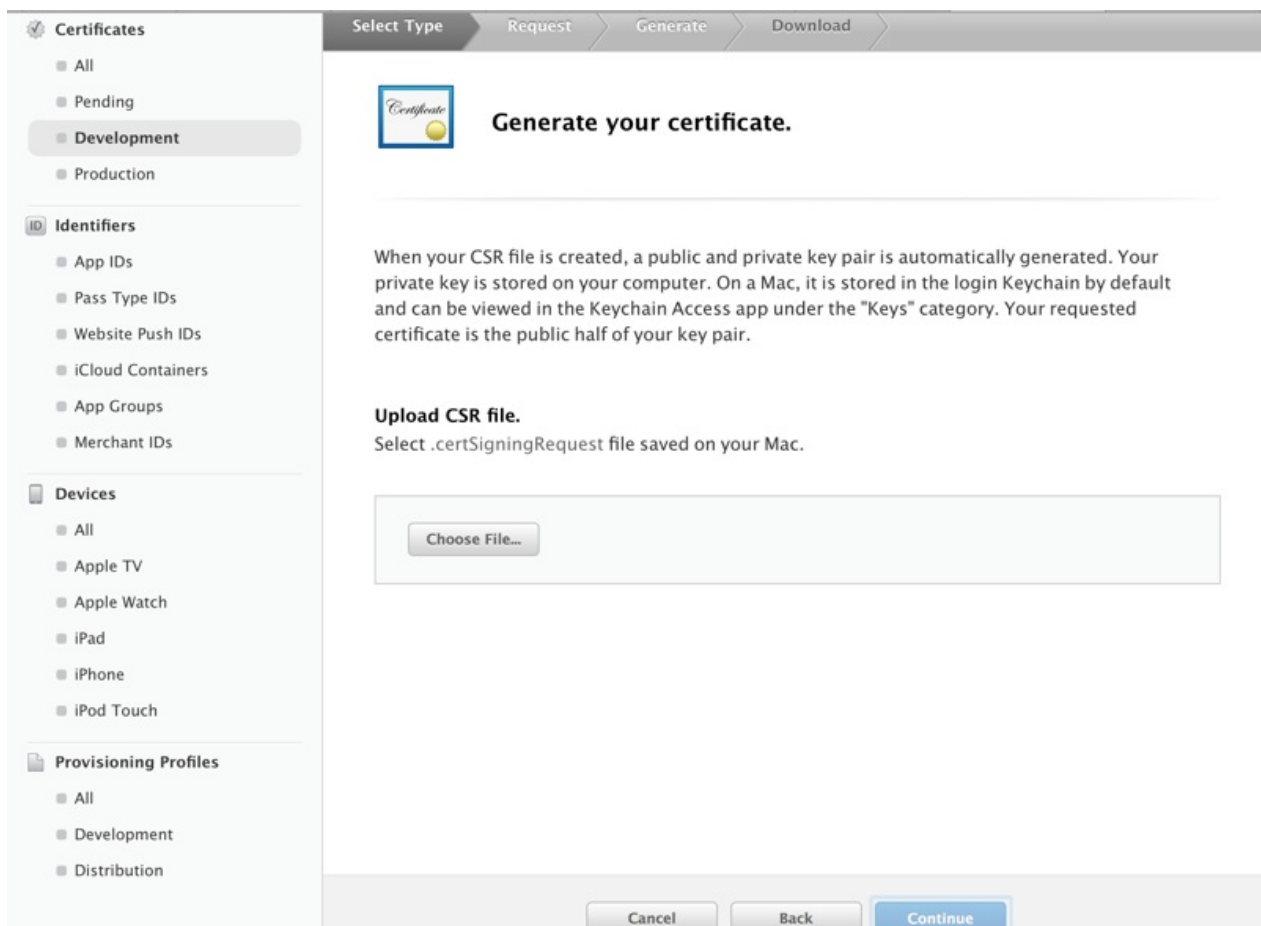 Certificates
All
Pending
Development
Production
ID Identifiers
App IDs
Pass Type IDs
Website Push IDs
iCloud Containers
App Groups
Merchant IDs
Devices
All
Apple TV
Apple Watch
iPad
iPhone
iPod Touch
Provisioning Profiles
All
Development
Distribution
Select Type Request Generate Download
Certificate
Generate your certificate.
When your CSR file is created, a public and private key pair is automatically generated. Your
private key is stored on your computer. On a Mac, it is stored in the login Keychain by default
and can be viewed in the Keychain Access app under the "Keys" category. Your requested
certificate is the public half of your key pair.
Upload CSR file.
Select .certSigningRequest file saved on your Mac.
Choose File...
Cancel Back Continue